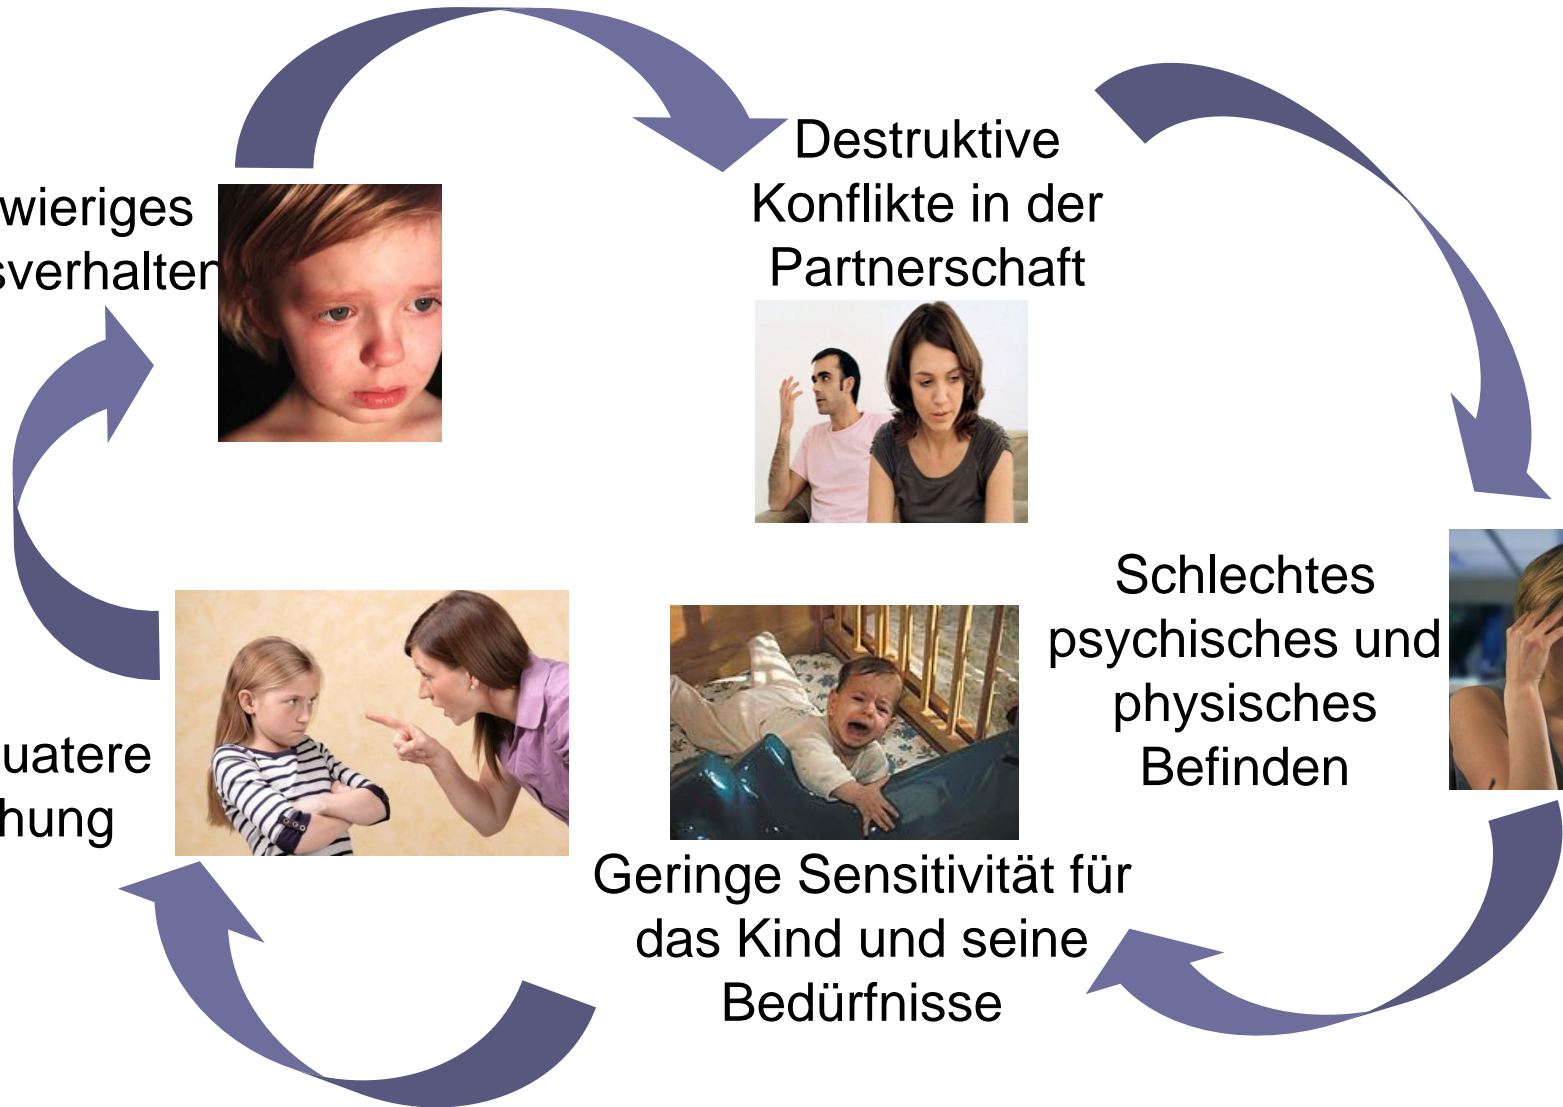 wieriges
sverhalten
Destruktive
Konflikte in der
Partnerschaft
Schlechtes
psychisches und
physisches
Befinden
Geringe Sensitivität für
das Kind und seine
Bedürfnisse
uatere
hung